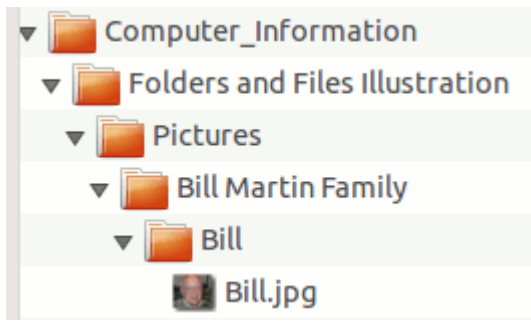 Computer_Information
Folders and Files Illustration
Pictures
Bill Martin Family
Bill
Bill.jpg